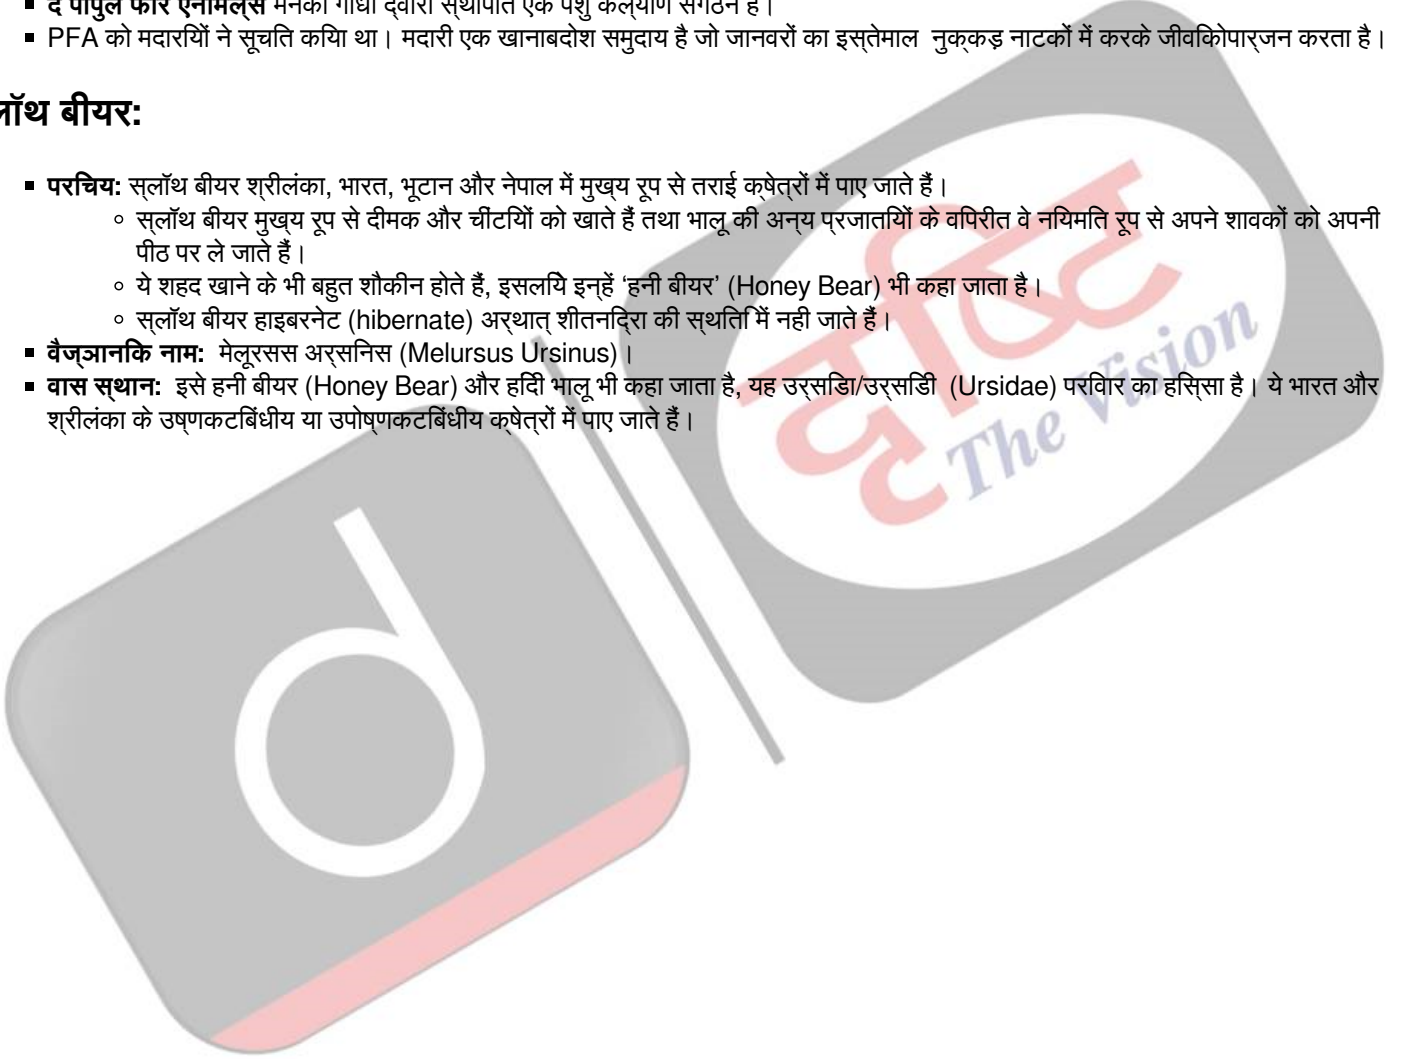 द पीपुल फॉर एनीमल्स मेनका गांधी द्वारा स्थापित एक पशु कल्याण संगठन है।
PFA को मदारियों ने सूचित किया था। मदारी एक खानाबदोश समुदाय है जो जानवरों का इस्तेमाल नुक्कड़ नाटकों में करके जीविकोपार्जन करता है।
लॉथ बीयर:
परिचय: स्लॉथ बीयर श्रीलंका, भारत, भूटान और नेपाल में मुख्य रूप से तराई क्षेत्रों में पाए जाते हैं।
स्लॉथ बीयर मुख्य रूप से दीमक और चींटियों को खाते हैं तथा भालू की अन्य प्रजातियों के विपरीत वे नियमित रूप से अपने शावकों को अपनी
पीठ पर ले जाते हैं।
ये शहद खाने के भी बहुत शौकीन होते हैं, इसलिये इन्हें ‘हनी बीयर’ (Honey Bear) भी कहा जाता है।
स्लॉथ बीयर हाइबरनेट (hibernate) अर्थात् शीतनिद्रा की स्थिति में नही जाते हैं।
वैज्ञानिक नाम: मेलूरसस अर्सिनस (Melursus Ursinus)।
वास स्थान: इसे हनी बीयर (Honey Bear) और हिंदी भालू भी कहा जाता है, यह उर्सिडा/उर्सिडी (Ursidae) परिवार का हिस्सा है। ये भारत और
श्रीलंका के उष्णकटिबंधीय या उपोष्णकटिबंधीय क्षेत्रों में पाए जाते हैं।
दृष्टि
The Vision
d